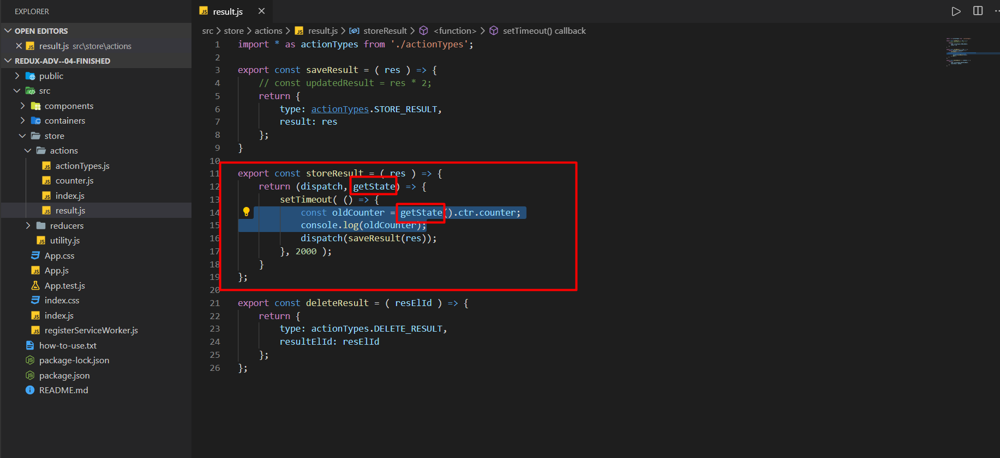 EXPLORER
OPEN EDITORS
result.js src\store\actions
REDUX-ADV--04-FINISHED
public
src
components
containers
store
actions
actionTypes.js
counter.js
index.js
result.js
reducers
utility.js
App.css
App.js
App.test.js
index.css
index.js
registerServiceWorker.js
how-to-use.txt
package-lock.json
package.json
README.md
result.js
src > store > actions > result.js > storeResult > <function> > setTimeout() callback
1 import * as actionTypes from './actionTypes';
2
3 export const saveResult = ( res ) => {
4 // const updatedResult = res * 2;
5 return {
6 type: actionTypes.STORE_RESULT,
7 result: res
8 };
9 }
10
11 export const storeResult = ( res ) => {
12 return (dispatch, getState) => {
13 setTimeout( () => {
14 const oldCounter = getState().ctr.counter;
15 console.log(oldCounter);
16 dispatch(saveResult(res));
17 }, 2000 );
18 }
19 };
20
21 export const deleteResult = ( resElId ) => {
22 return {
23 type: actionTypes.DELETE_RESULT,
24 resultElId: resElId
25 };
26 };